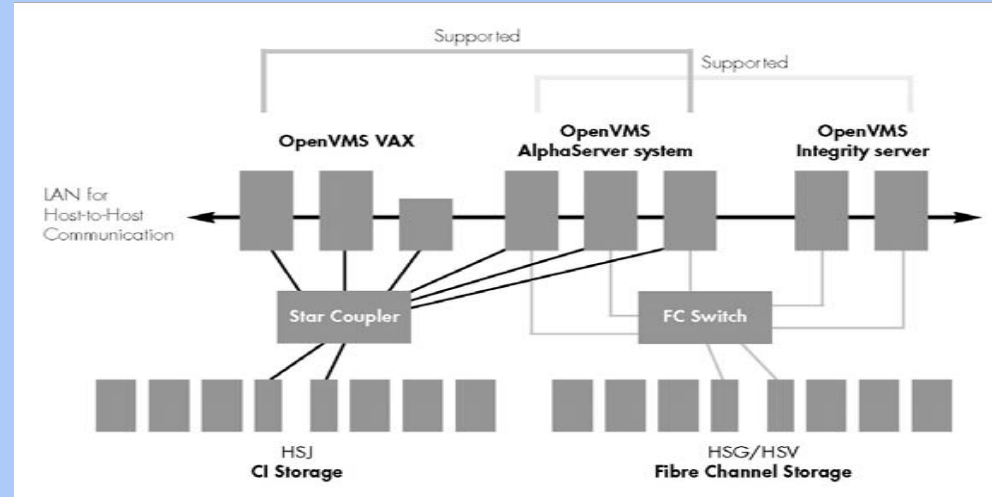 Supported
Supported
OpenVMS VAX
OpenVMS
AlphaServer system
OpenVMS
Integrity server
LAN for
Host-to-Host
Communication
Star Coupler
FC Switch
HSJ
CI Storage
HSG/HSV
Fibre Channel Storage